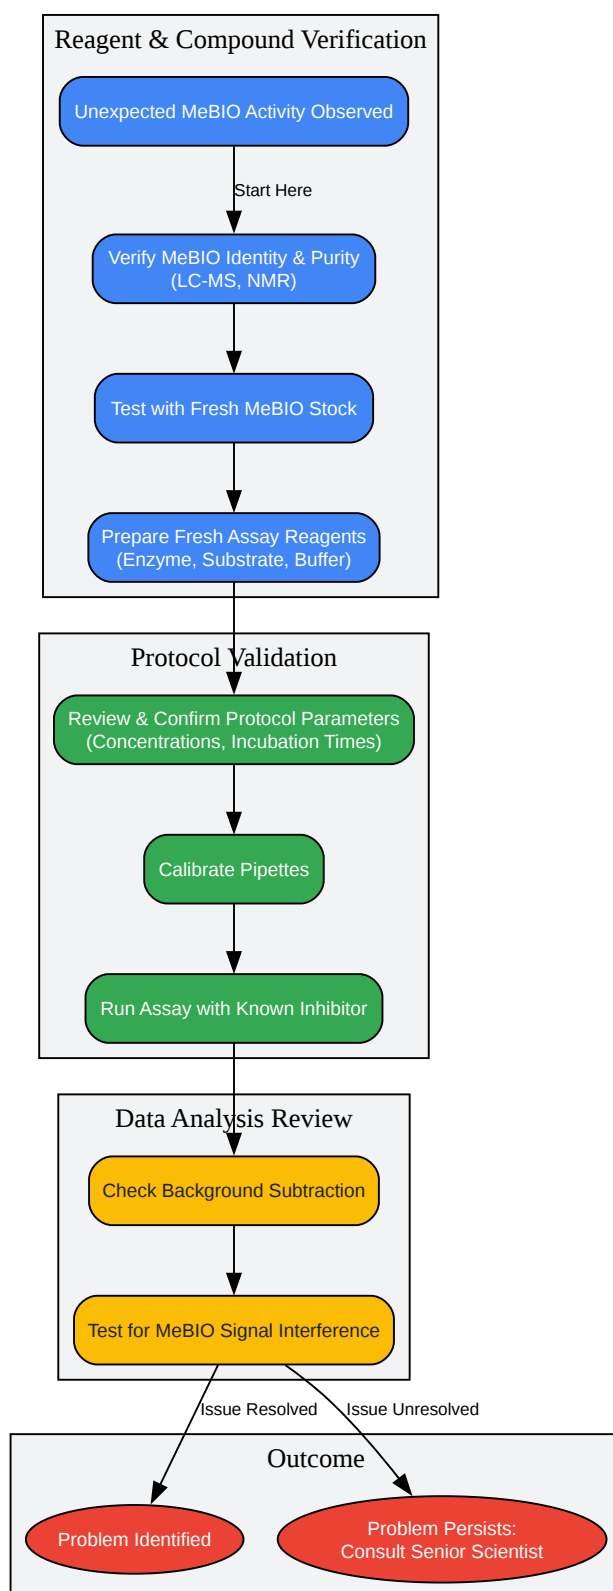 Reagent & Compound Verification
Unexpected MeBIO Activity Observed
Start Here
Verify MeBIO Identity & Purity
(LC-MS, NMR)
Test with Fresh MeBIO Stock
Prepare Fresh Assay Reagents
(Enzyme, Substrate, Buffer)
Protocol Validation
Review & Confirm Protocol Parameters
(Concentrations, Incubation Times)
Calibrate Pipettes
Run Assay with Known Inhibitor
Data Analysis Review
Check Background Subtraction
Test for MeBIO Signal Interference
Issue Resolved
Issue Unresolved
Outcome
Problem Identified
Problem Persists:
Consult Senior Scientist